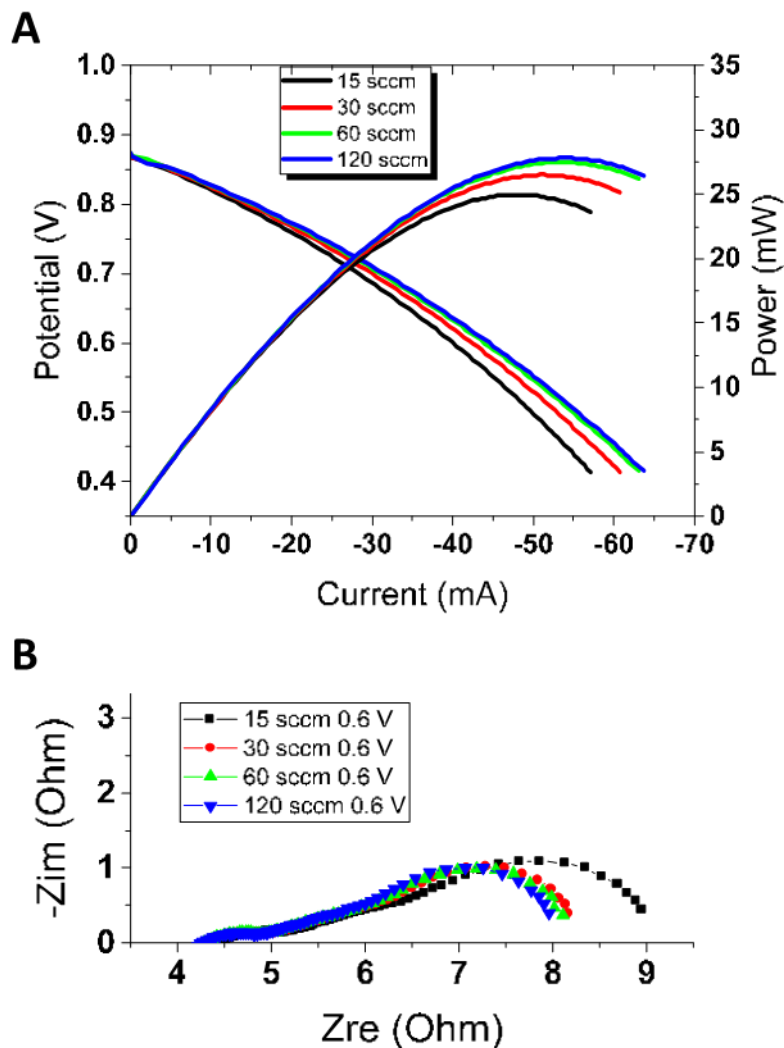 A
15 sccm
30 sccm
60 sccm
120 sccm
1.0
0.9
0.8
0.7
0.6
0.5
0.4
Potential (V)
35
30
25
20
15
10
5
0
Power (mW)
0 -10 -20 -30 -40 -50 -60 -70
Current (mA)
B
15 sccm 0.6 V
30 sccm 0.6 V
60 sccm 0.6 V
120 sccm 0.6 V
3
2
1
0
-Zim (Ohm)
4 5 6 7 8 9
Zre (Ohm)